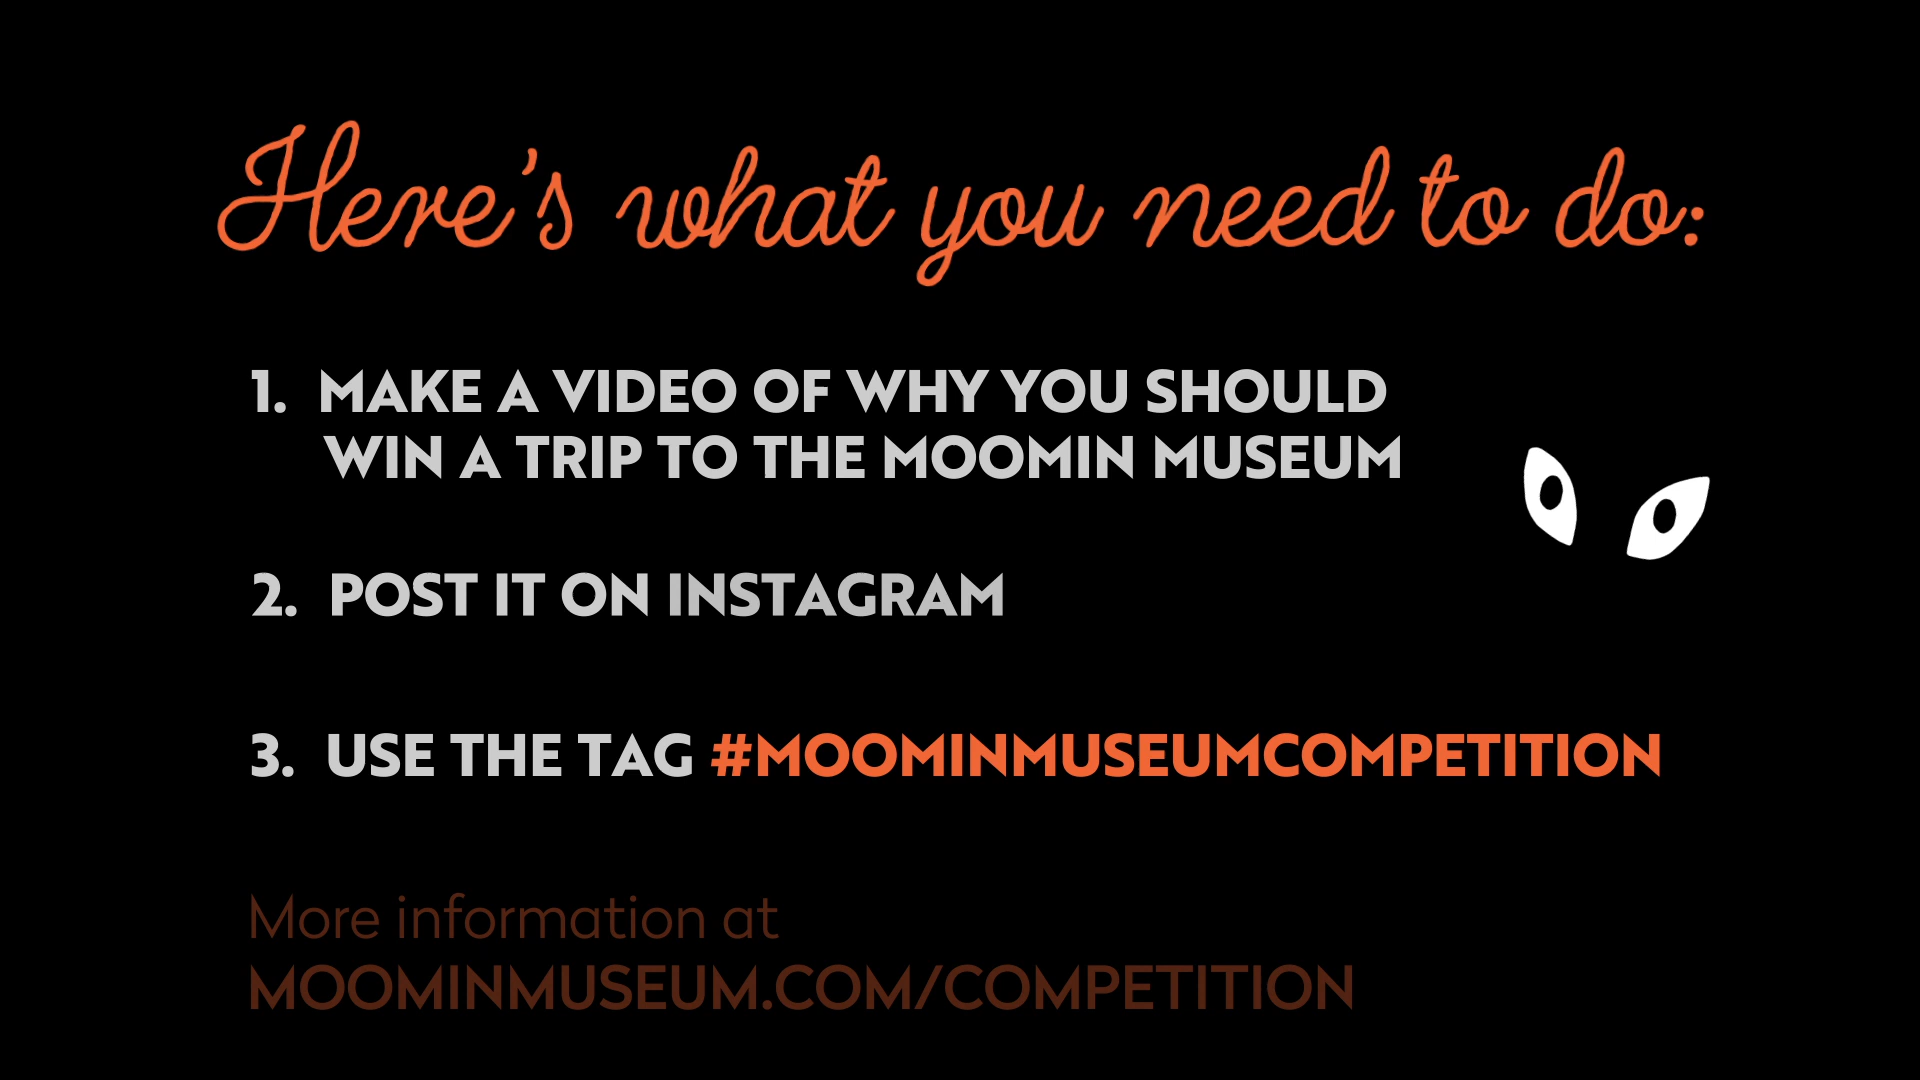 Here's what you need to do:
1. MAKE A VIDEO OF WHY YOU SHOULD
WIN A TRIP TO THE MOOMIN MUSEUM
2. POST IT ON INSTAGRAM
3. USE THE TAG #MOOMINMUSEUMCOMPETITION
More information at
MOOMINMUSEUM.COM/COMPETITION